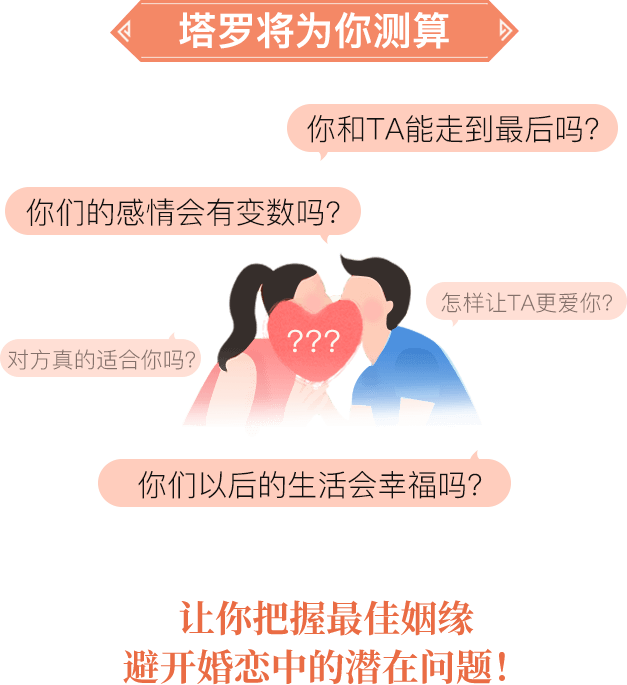 塔罗将为你测算
你和TA能走到最后吗?
你们的感情会有变数吗?
怎样让TA更爱你?
???
对方真的适合你吗?
你们以后的生活会幸福吗?
让你把握最佳姻缘
避开婚恋中的潜在问题！